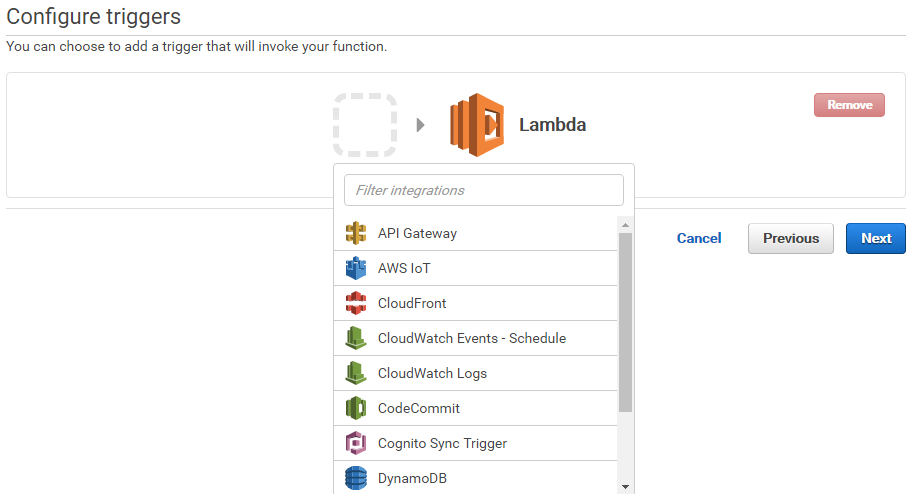 Configure triggers
You can choose to add a trigger that will invoke your function.
Lambda
Remove
Filter integrations
API Gateway
AWS IoT
CloudFront
CloudWatch Events - Schedule
CloudWatch Logs
CodeCommit
Cognito Sync Trigger
DynamoDB
Cancel
Previous
Next